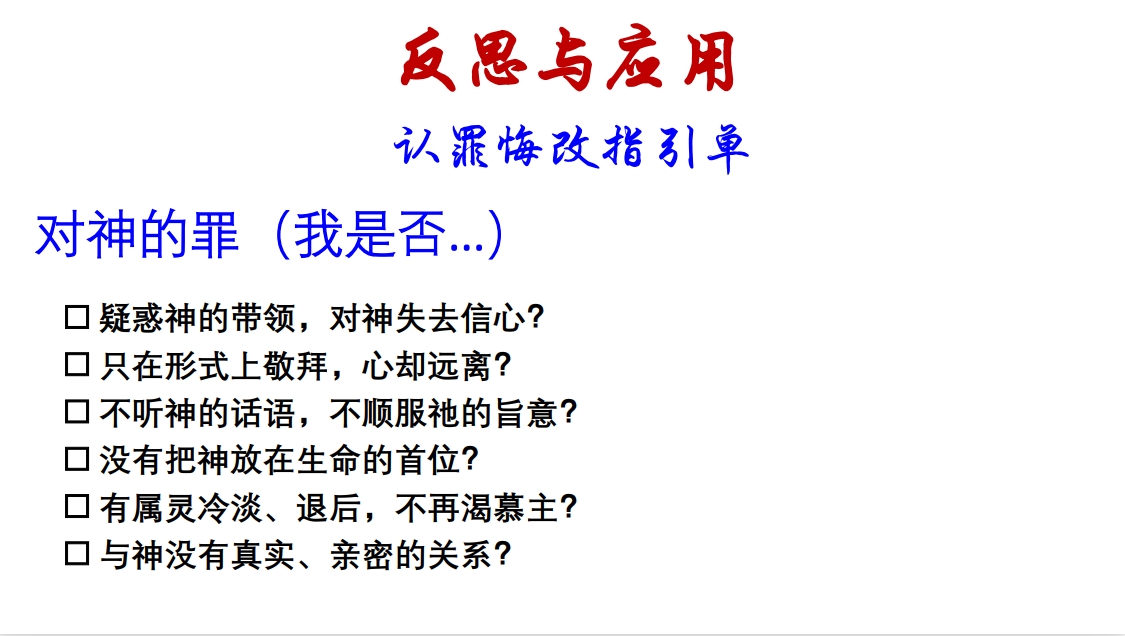 反思与应用
认罪悔改指引单
对神的罪（我是否...）
□ 疑惑神的带领，对神失去信心？
□ 只在形式上敬拜，心却远离？
□ 不听神的话语，不顺服祂的旨意？
□ 没有把神放在生命的首位？
□ 有属灵冷淡、退后，不再渴慕主？
□ 与神没有真实、亲密的关系？